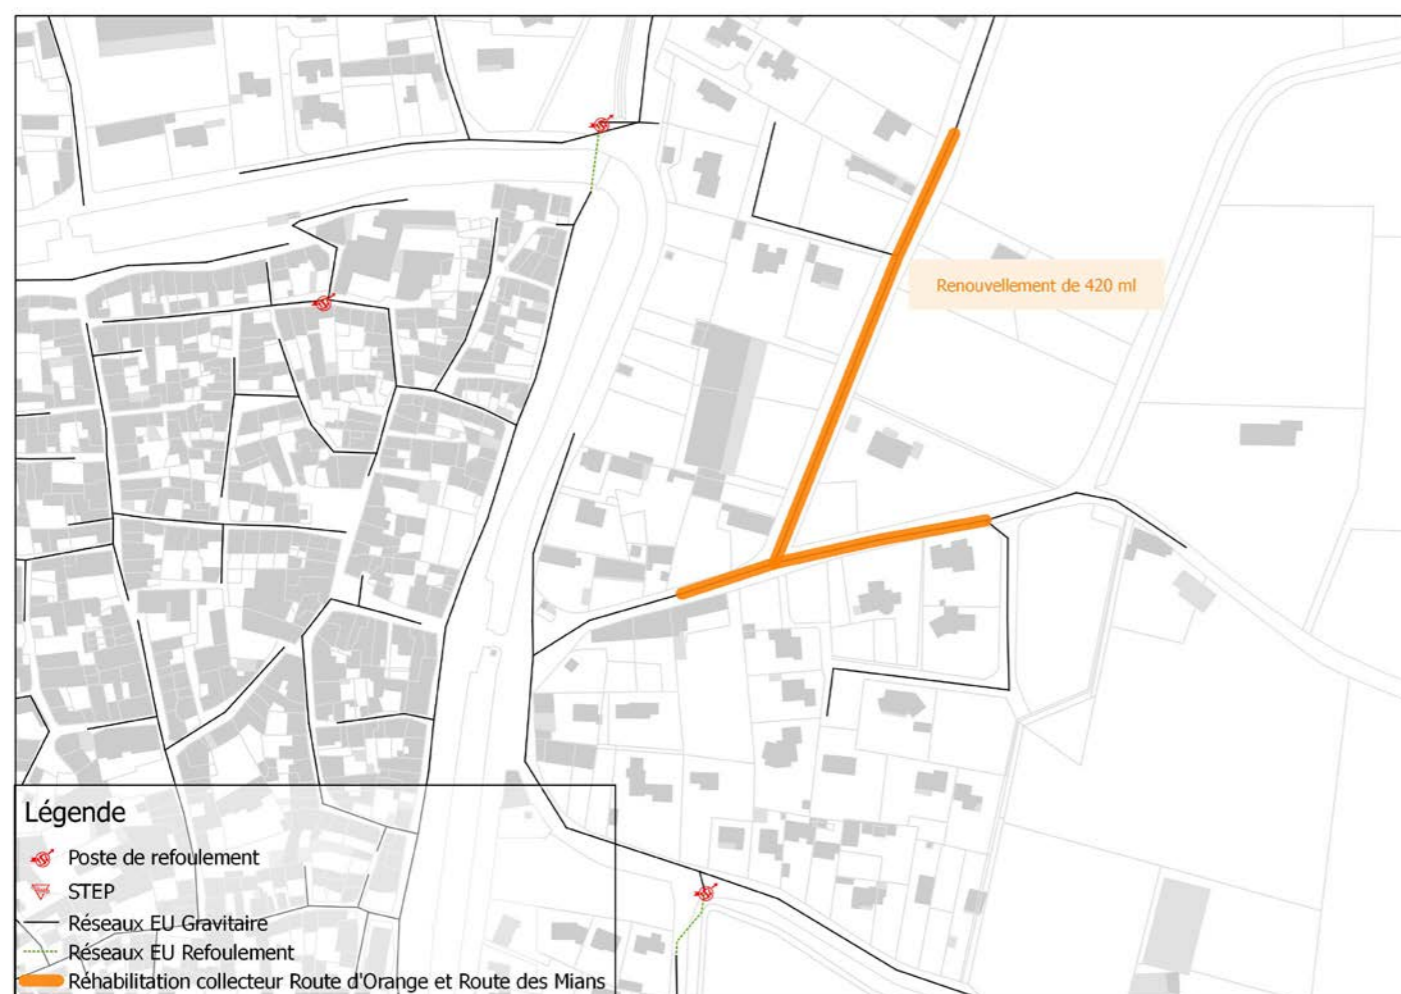 Renouvellement de 420 ml
Légende
Poste de refoulement
STEP
Réseaux EU Gravitaire
Réseaux EU Refoulement
Réhabilitation collecteur Route d'Orange et Route des Mians